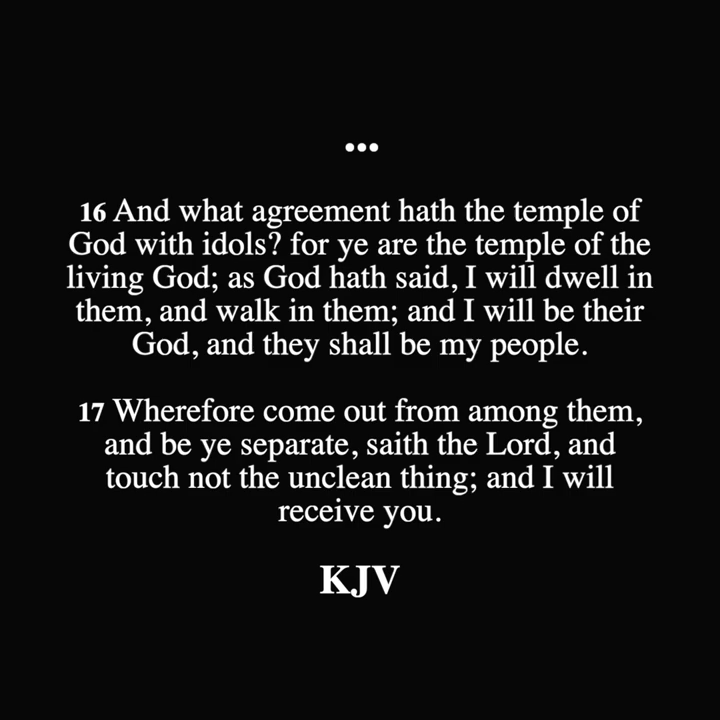 ...
16 And what agreement hath the temple of
God with idols? for ye are the temple of the
living God; as God hath said, I will dwell in
them, and walk in them; and I will be their
God, and they shall be my people.
17 Wherefore come out from among them,
and be ye separate, saith the Lord, and
touch not the unclean thing; and I will
receive you.
KJV